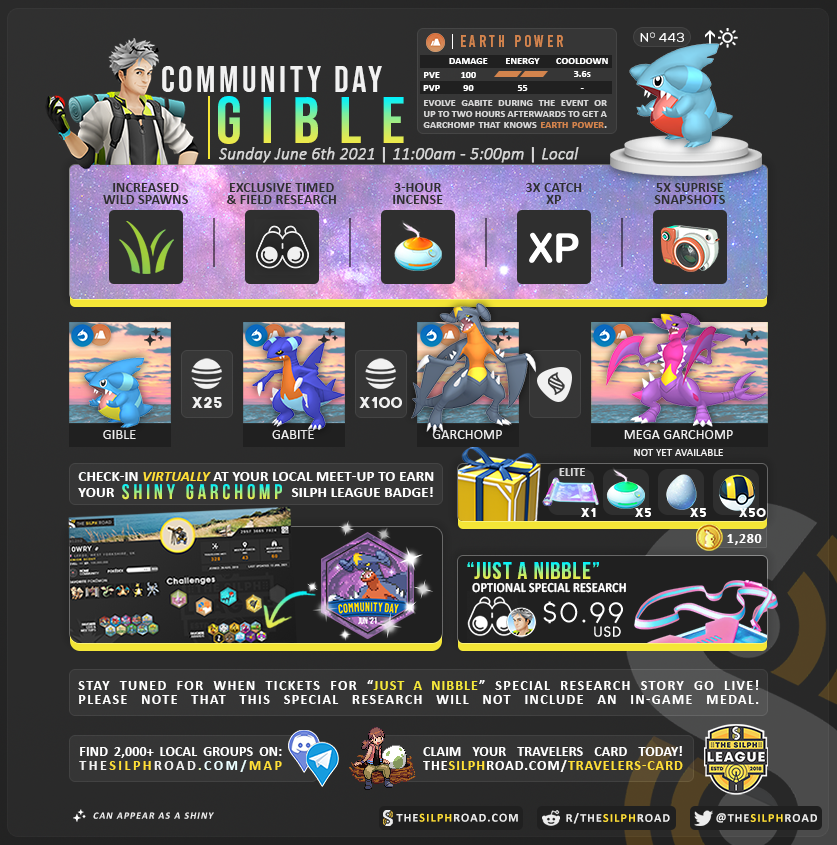 EARTH POWER
DAMAGE ENERGY COOLDOWN
PVE 100 3.6s
PVP 90 55 -
EVOLVE GABITE DURING THE EVENT OR
UP TO TWO HOURS AFTERWARDS TO GET A
GARCHOMP THAT KNOWS EARTH POWER.
Nº 443
COMMUNITY DAY
GIBLE
Sunday June 6th 2021 | 11:00am - 5:00pm | Local
INCREASED
WILD SPAWNS
EXCLUSIVE TIMED
& FIELD RESEARCH
3-HOUR
INCENSE
3X CATCH
XP
5X SUPRISE
SNAPSHOTS
XP
X25
X100
GIBLE
GABITE
GARCHOMP
MEGA GARCHOMP
NOT YET AVAILABLE
CHECK-IN VIRTUALLY AT YOUR LOCAL MEET-UP TO EARN
YOUR SHINY GARCHOMP SILPH LEAGUE BADGE!
ELITE
X1 X5 X5 X50
1,280
THE SILPH ROAD
OWRY
Challenges
COMMUNITY DAY
JUN '21
"JUST A NIBBLE"
OPTIONAL SPECIAL RESEARCH
$0.99
USD
STAY TUNED FOR WHEN TICKETS FOR "JUST A NIBBLE" SPECIAL RESEARCH STORY GO LIVE!
PLEASE NOTE THAT THIS SPECIAL RESEARCH WILL NOT INCLUDE AN IN-GAME MEDAL.
FIND 2,000+ LOCAL GROUPS ON:
THESILPHROAD.COM/MAP
CLAIM YOUR TRAVELERS CARD TODAY!
THESILPHROAD.COM/TRAVELERS-CARD
THE SILPH
LEAGUE
ESTD 2018
CAN APPEAR AS A SHINY
THESILPHROAD.COM
R/THESILPHROAD
@THESILPHROAD